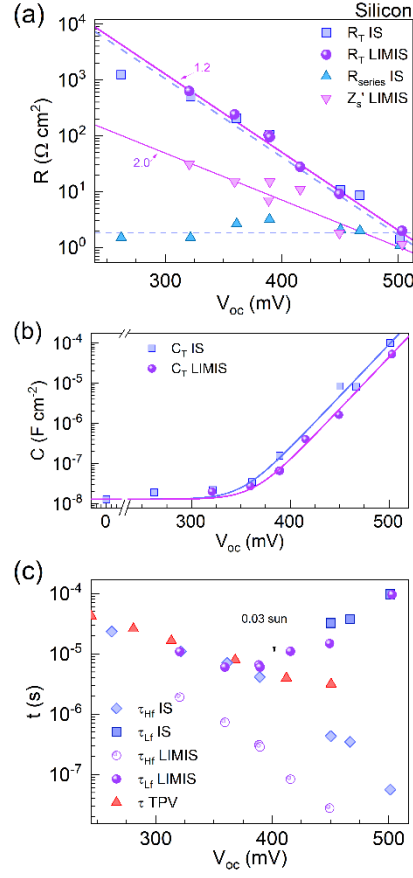 (a)
Silicon
R_T IS
R_T LIMIS
R_series IS
Z_s' LIMIS
1.2
2.0
R (Ω cm²)
10⁴
10³
10²
10¹
10⁰
300
400
500
V_oc (mV)
(b)
C_T IS
C_T LIMIS
C (F cm⁻²)
10⁻⁴
10⁻⁵
10⁻⁶
10⁻⁷
10⁻⁸
0
300
400
500
V_oc (mV)
(c)
0.03 sun
τ_Hf IS
τ_Lf IS
τ_Hf LIMIS
τ_Lf LIMIS
τ TPV
t (s)
10⁻⁴
10⁻⁵
10⁻⁶
10⁻⁷
300
400
500
V_oc (mV)